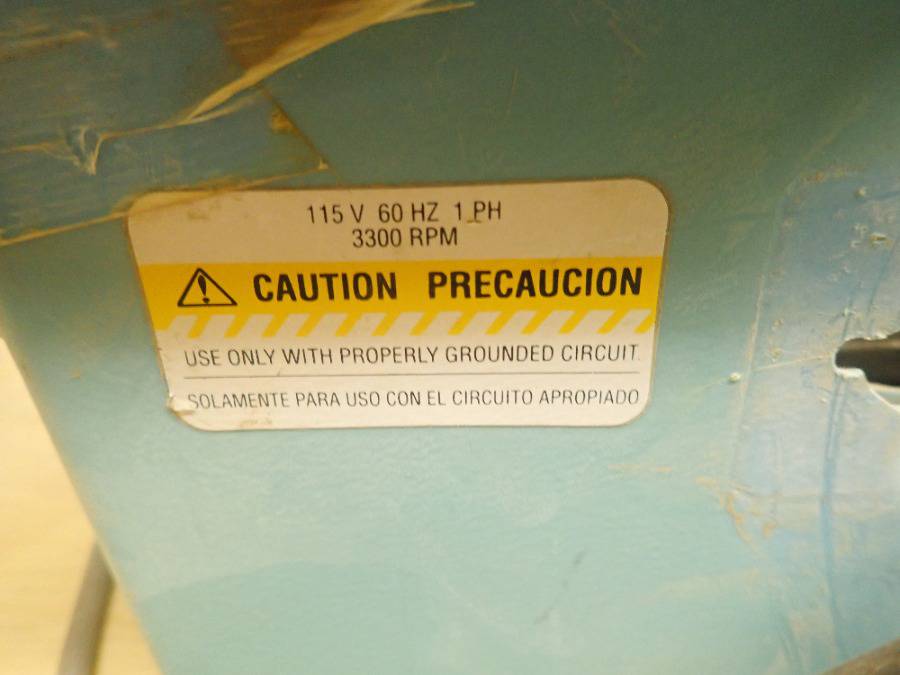 115 V 60 HZ 1 PH
3300 RPM
CAUTION PRECAUCION
USE ONLY WITH PROPERLY GROUNDED CIRCUIT.
SOLAMENTE PARA USO CON EL CIRCUITO APROPIADO